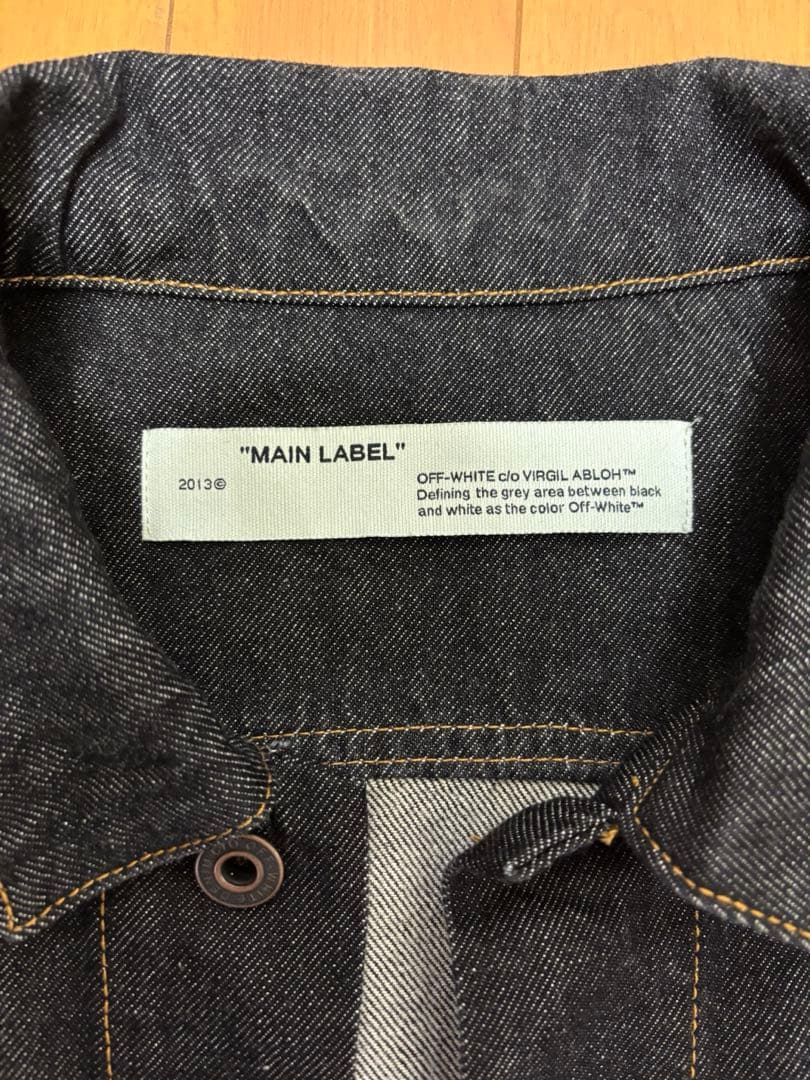 "MAIN LABEL"
2013©
OFF-WHITE c/o VIRGIL ABLOH™
Defining the grey area between black
and white as the color Off-White™
WHITE